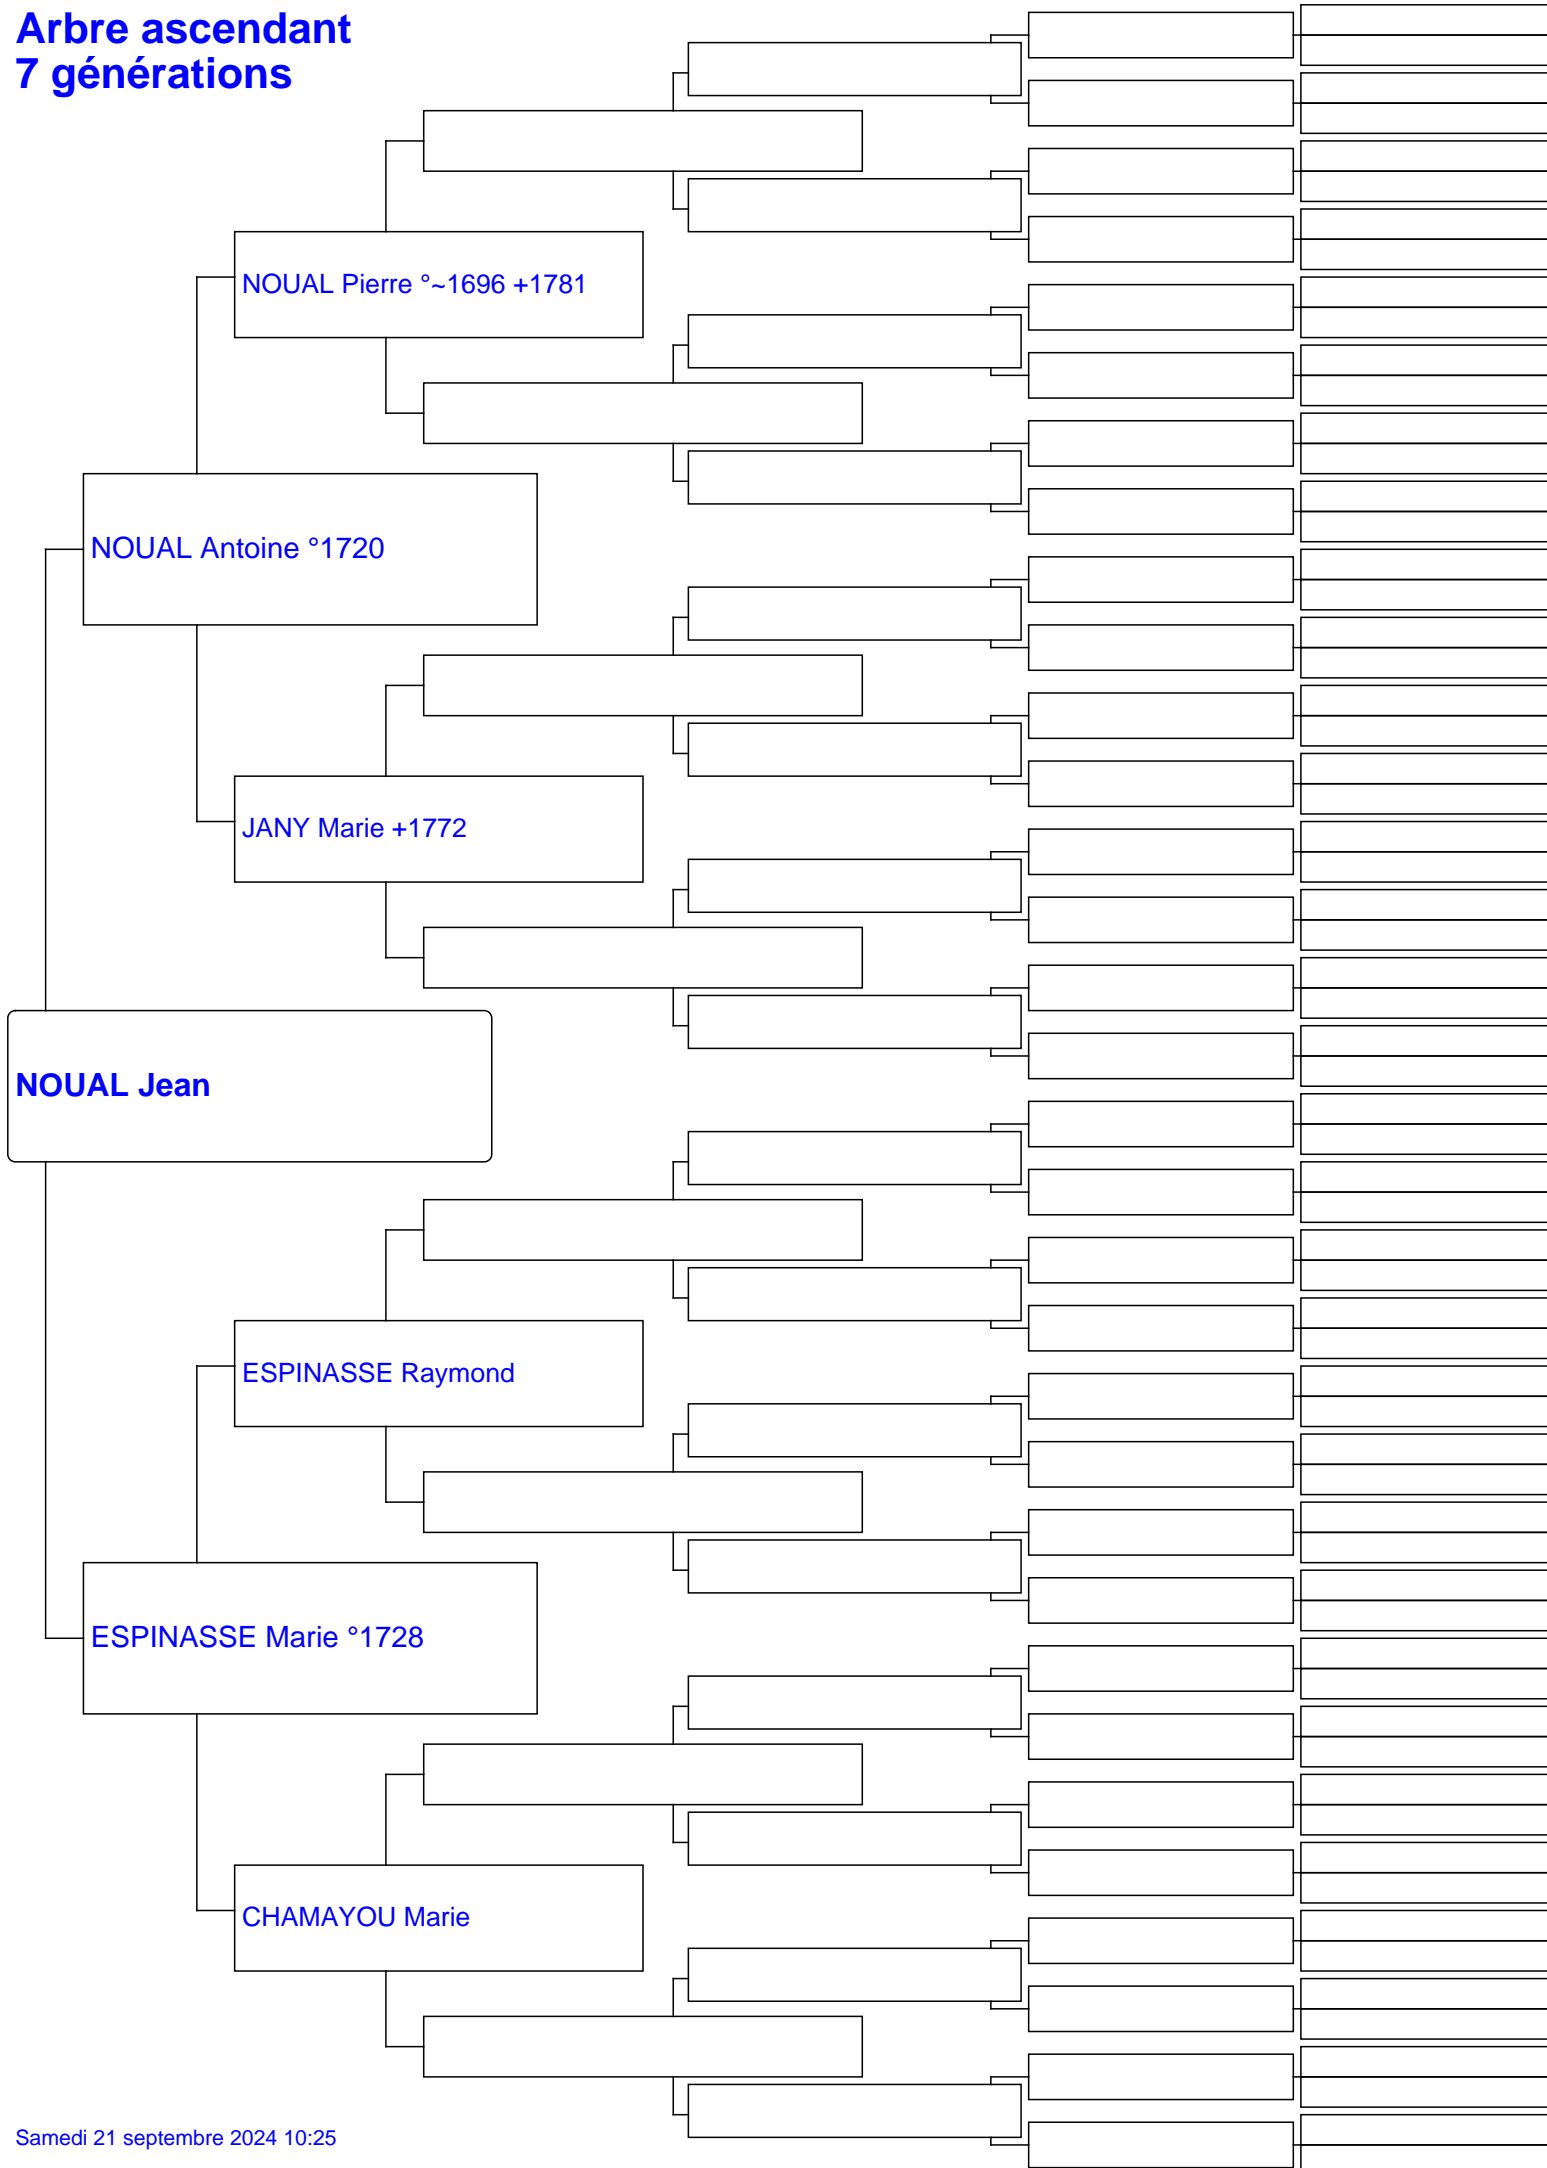 Arbre ascendant
7 générations
NOUAL Pierre °~1696 +1781
NOUAL Antoine °1720
JANY Marie +1772
NOUAL Jean
ESPINASSE Raymond
ESPINASSE Marie °1728
CHAMAYOU Marie
Samedi 21 septembre 2024 10:25